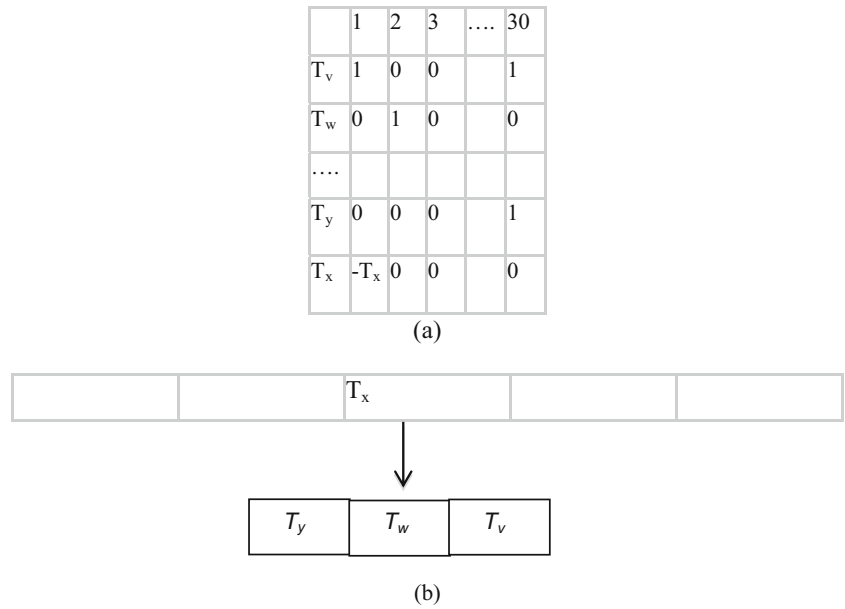 1 2 3 .... 30
Tv 1 0 0 1
Tw 0 1 0 0
....
Ty 0 0 0 1
Tx -Tx 0 0 0
(a)
Tx
Ty Tw Tv
(b)